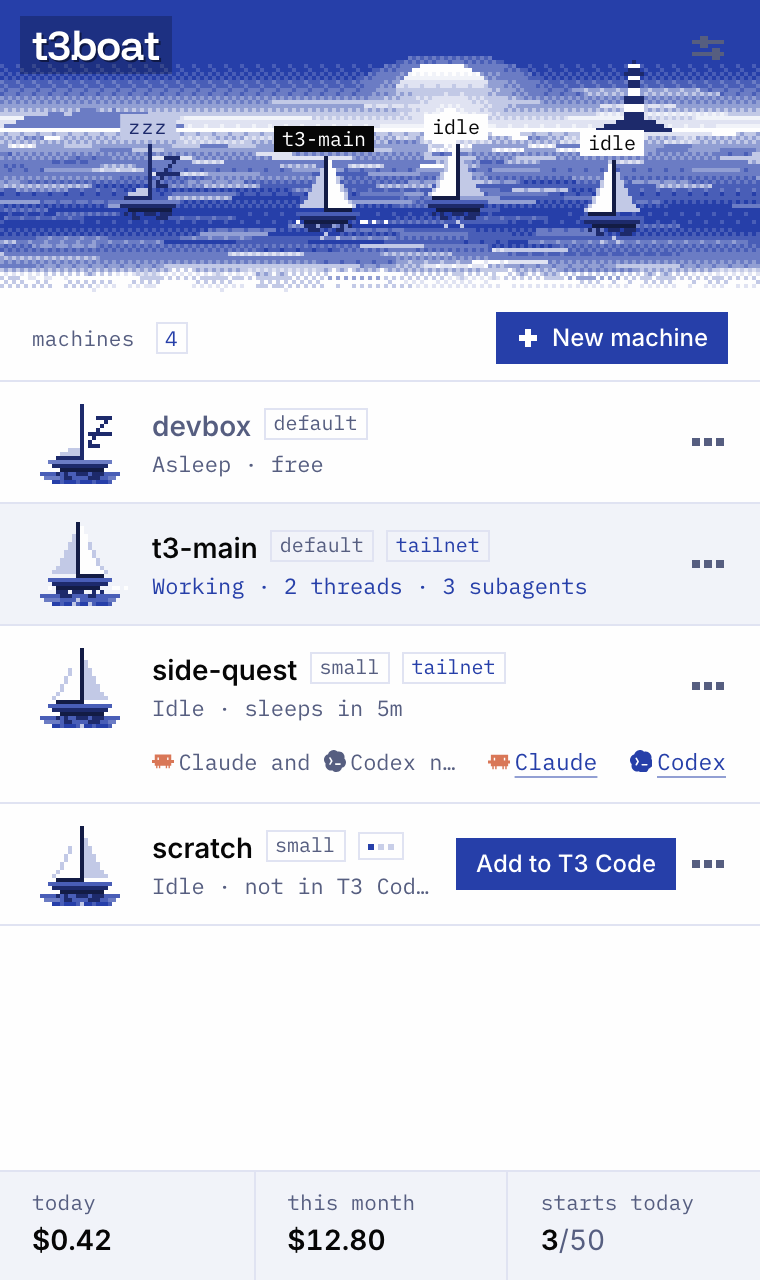 t3boat
zzz
t3-main
idle
idle
machines 4
New machine
devbox default
Asleep · free
t3-main default tailnet
Working · 2 threads · 3 subagents
side-quest small tailnet
Idle · sleeps in 5m
Claude and Codex n… Claude Codex
scratch small
Idle · not in T3 Cod…
Add to T3 Code
today this month starts today
$0.42 $12.80 3/50